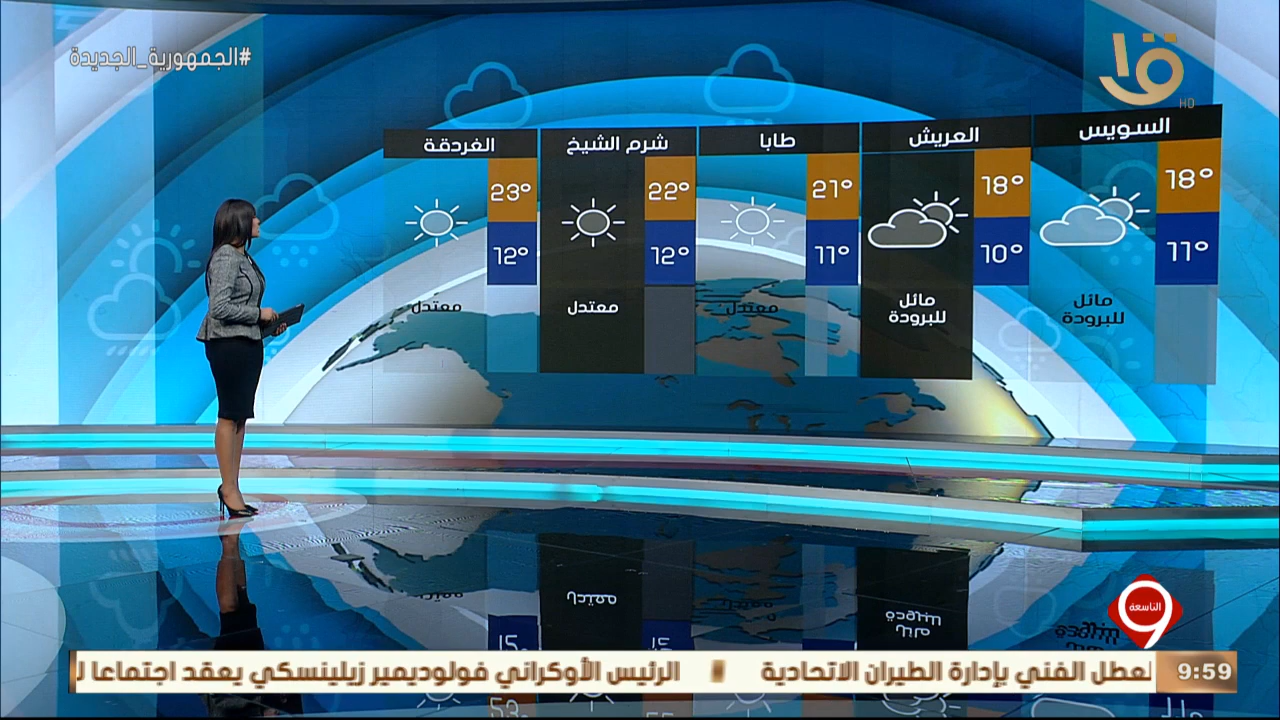 #الجمهورية_الجديدة
HD
السويس
18°
11°
مائل
للبرودة
العريش
18°
10°
مائل
للبرودة
طابا
21°
11°
معتدل
شرم الشيخ
22°
12°
معتدل
الغردقة
23°
12°
معتدل
التاسعة
9
9:59
لعطل الفني بإدارة الطيران الاتحادية
الرئيس الأوكراني فولوديمير زيلينسكي يعقد اجتماعا